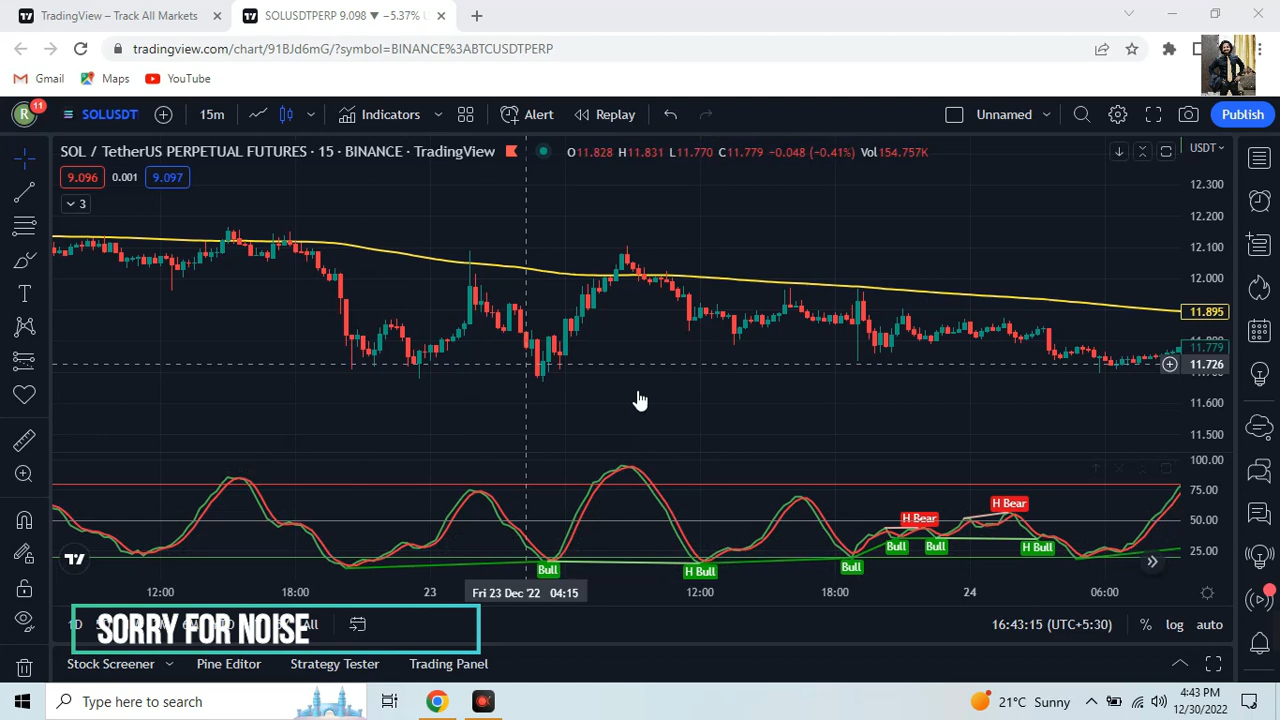 TradingView – Track All Markets
SOLUSDTPERP 9.098 ▼ −5.37%
tradingview.com/chart/91BJd6mG/?symbol=BINANCE%3ABTCUSDTPERP
Gmail Maps YouTube
R 11 SOLUSDT 15m Indicators Alert Replay Unnamed Publish
SOL / TetherUS PERPETUAL FUTURES · 15 · BINANCE · TradingView O11.828 H11.831 L11.770 C11.779 −0.048 (−0.41%) Vol154.757K USDT
9.096 0.001 9.097
3
12.300
12.200
12.100
12.000
11.895
11.779
11.726
11.600
11.500
100.00
75.00
50.00
25.00
H Bear
H Bear
Bull Bull H Bull
Bull H Bull Bull
12:00 18:00 23 Fri 23 Dec '22 04:15 12:00 18:00 24 06:00
SORRY FOR NOISE
16:43:15 (UTC+5:30) % log auto
Stock Screener Pine Editor Strategy Tester Trading Panel
Type here to search 21°C Sunny 4:43 PM
12/30/2022